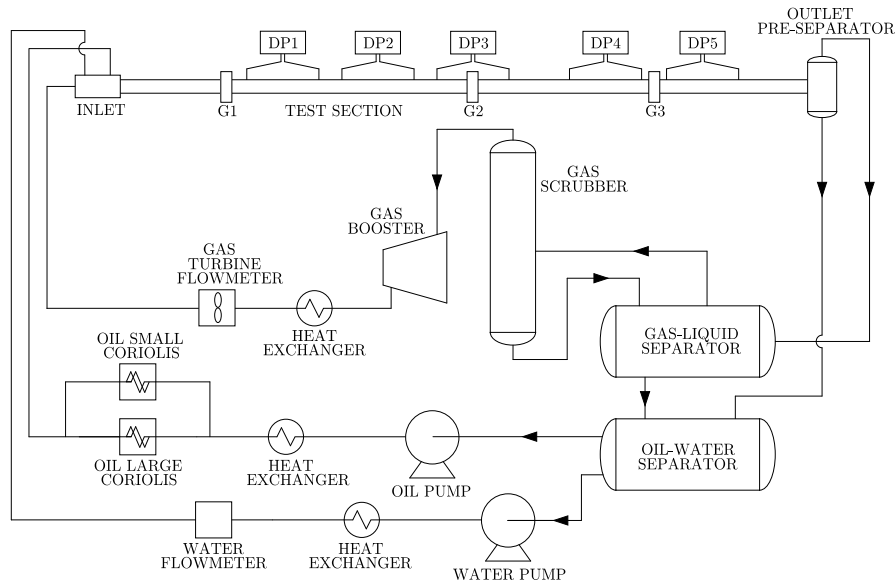 OUTLET
PRE-SEPARATOR
DP1
DP2
DP3
DP4
DP5
INLET
G1
TEST SECTION
G2
G3
GAS
SCRUBBER
GAS
BOOSTER
GAS
TURBINE
FLOWMETER
HEAT
EXCHANGER
GAS-LIQUID
SEPARATOR
OIL SMALL
CORIOLIS
OIL LARGE
CORIOLIS
HEAT
EXCHANGER
OIL PUMP
OIL-WATER
SEPARATOR
WATER
FLOWMETER
HEAT
EXCHANGER
WATER PUMP